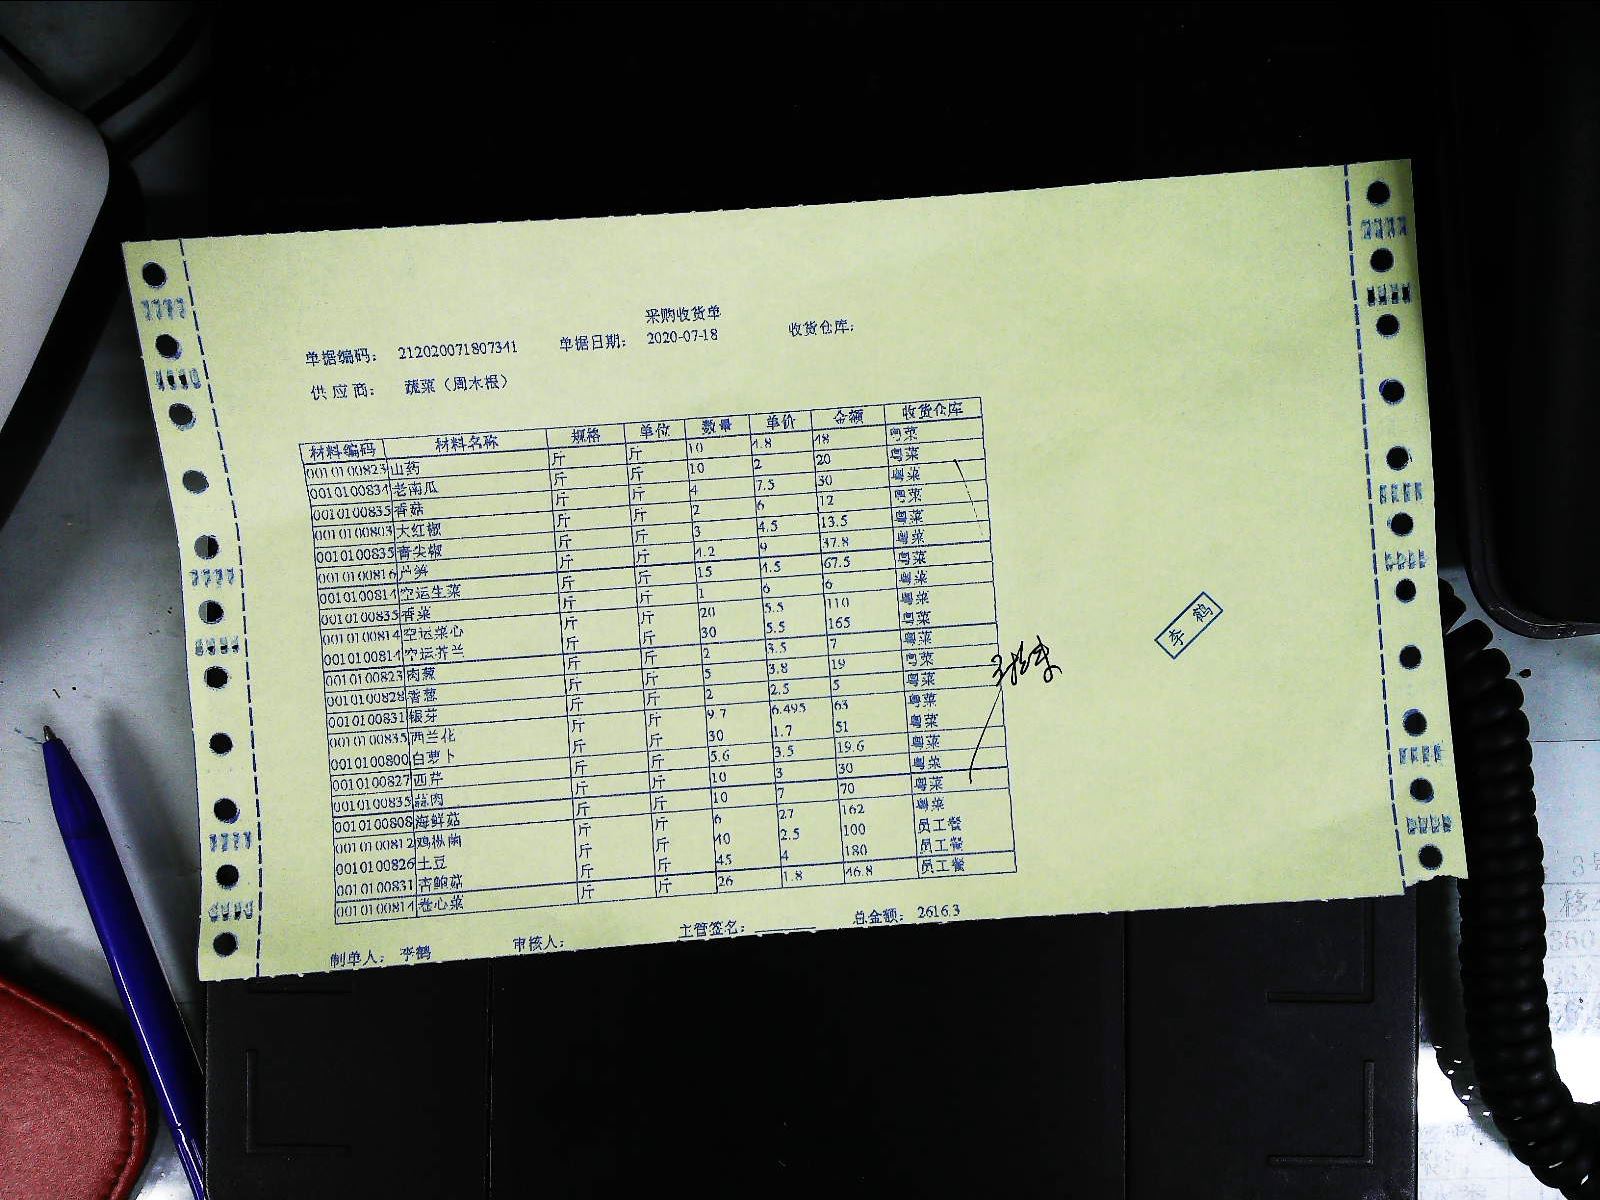 采购收货单
单据编码： 212020071807341 单据日期： 2020-07-18 收货仓库：
供应商： 蔬菜（周木根）
材料编码 材料名称 规格 单位 数量 单价 金额 收货仓库
0010100823 山药 斤 斤 10 4.8 48 粤菜
0010100834 老南瓜 斤 斤 10 2 20 粤菜
0010100835 香菇 斤 斤 4 7.5 30 粤菜
0010100803 大红椒 斤 斤 2 6 12 粤菜
0010100835 青尖椒 斤 斤 3 4.5 13.5 粤菜
0010100816 芦笋 斤 斤 4.2 9 37.8 粤菜
0010100814 空运生菜 斤 斤 15 4.5 67.5 粤菜
0010100835 香菜 斤 斤 1 6 6 粤菜
0010100814 空运菜心 斤 斤 20 5.5 110 粤菜
0010100814 空运芥兰 斤 斤 30 5.5 165 粤菜
0010100823 肉葱 斤 斤 2 3.5 7 粤菜
0010100828 香葱 斤 斤 5 3.8 19 粤菜
0010100831 银芽 斤 斤 2 2.5 5 粤菜
0010100835 西兰花 斤 斤 9.7 6.495 63 粤菜
0010100800 白萝卜 斤 斤 30 1.7 51 粤菜
0010100827 西芹 斤 斤 5.6 3.5 19.6 粤菜
0010100835 蒜肉 斤 斤 10 3 30 粤菜
0010100808 海鲜菇 斤 斤 10 7 70 粤菜
0010100812 鸡枞菌 斤 斤 6 27 162 粤菜
0010100826 土豆 斤 斤 40 2.5 100 员工餐
0010100831 杏鲍菇 斤 斤 45 4 180 员工餐
0010100814 卷心菜 斤 斤 26 1.8 46.8 员工餐
制单人： 李鹤 审核人： 主管签名： 总金额： 2616.3
李鹤